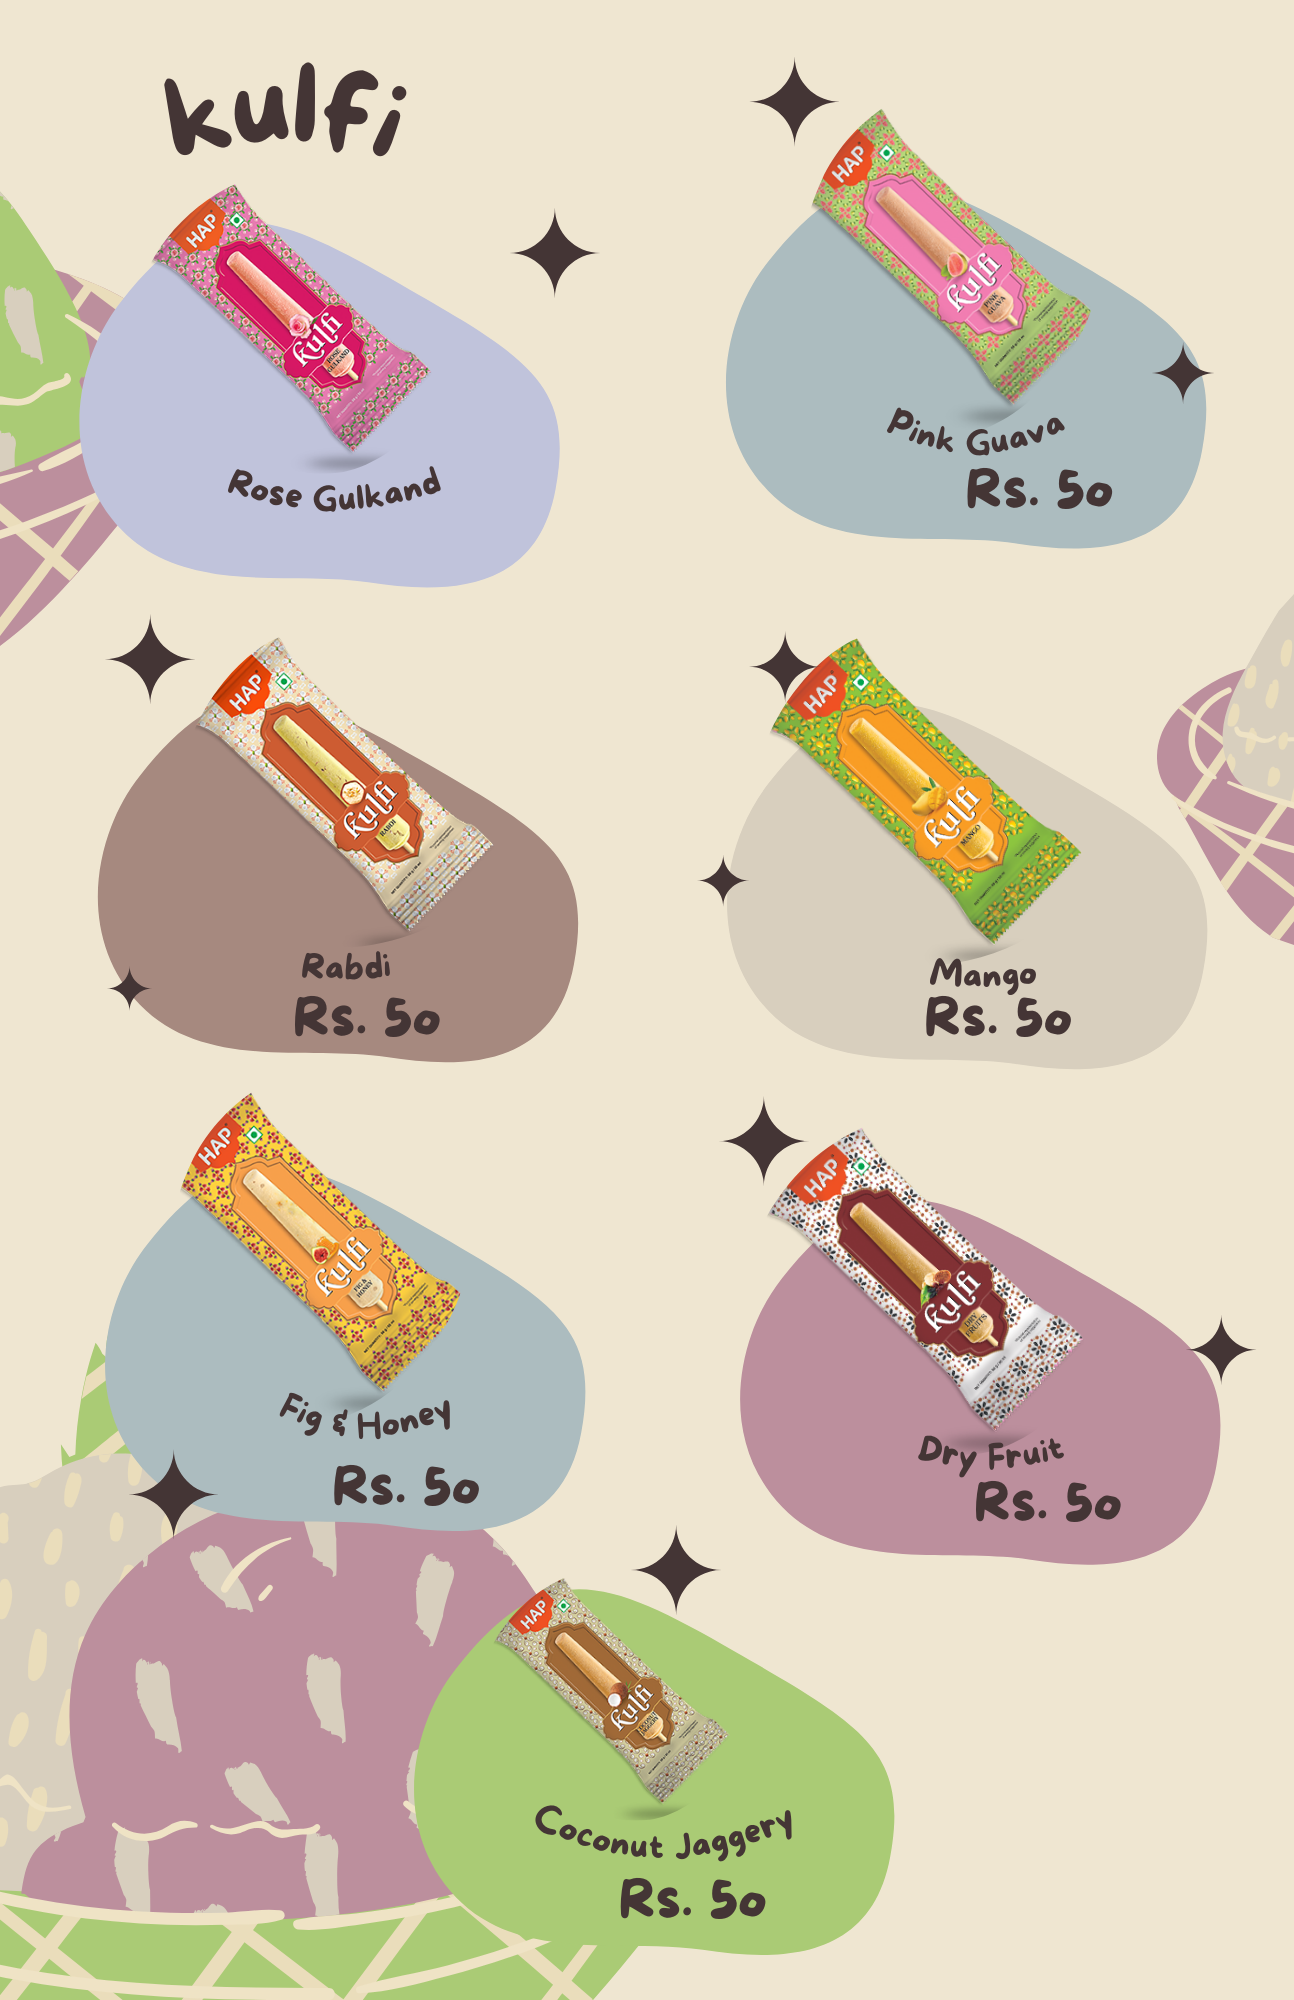 kulfi
HAP
kulfi
ROSE
GULKAND
Rose Gulkand
HAP
kulfi
PINK
GUAVA
Pink Guava
Rs. 50
HAP
kulfi
RABDI
Rabdi
Rs. 50
HAP
kulfi
MANGO
Mango
Rs. 50
HAP
kulfi
FIG &
HONEY
Fig & Honey
Rs. 50
HAP
kulfi
DRY
FRUITS
Dry Fruit
Rs. 50
HAP
kulfi
COCONUT
JAGGERY
Coconut Jaggery
Rs. 50